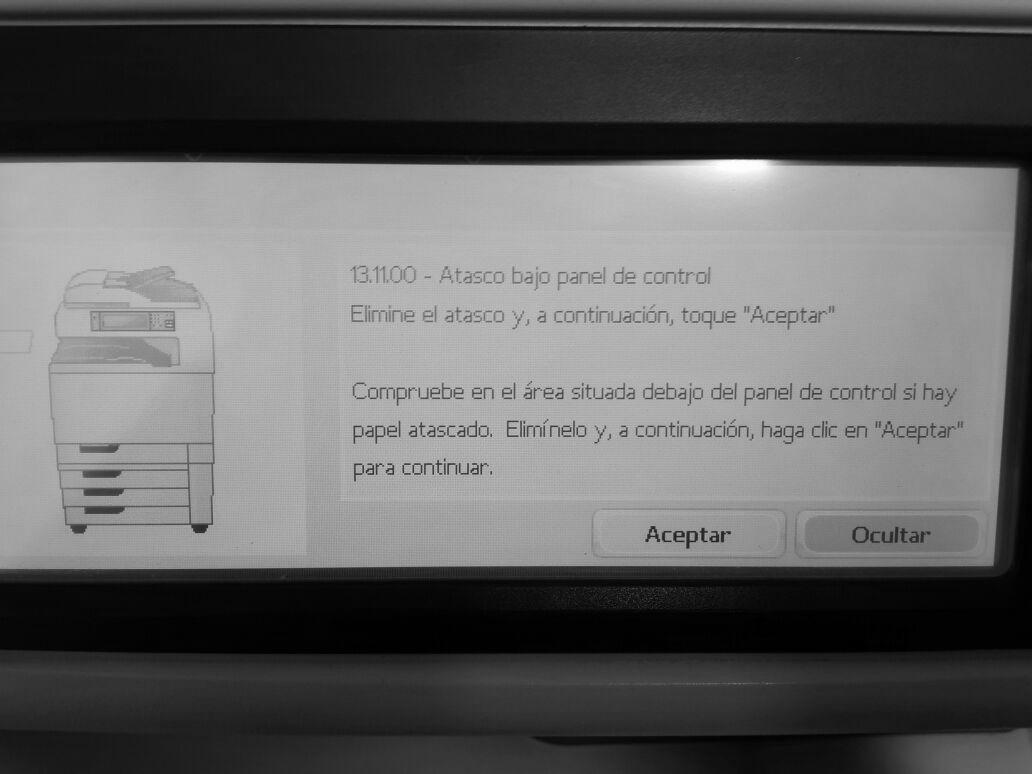 13.11.00 - Atasco bajo panel de control
Elimine el atasco y, a continuación, toque "Aceptar"
Compruebe en el área situada debajo del panel de control si hay
papel atascado. Elimínelo y, a continuación, haga clic en "Aceptar"
para continuar.
Aceptar
Ocultar